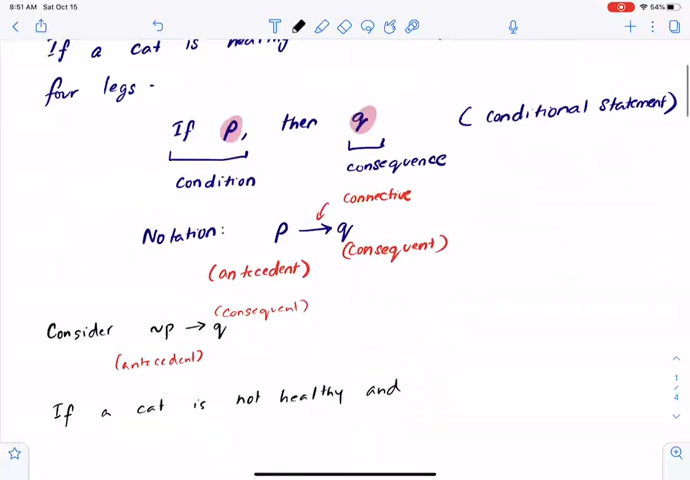 8:51 AM Sat Oct 15
54%
If a cat is healthy
four legs.
If p, then q (Conditional statement)
condition consequence
connective
Notation: p → q
(antecedent) (consequent)
(consequent)
Consider ~p → q
(antecedent)
If a cat is not healthy and
1
/
4